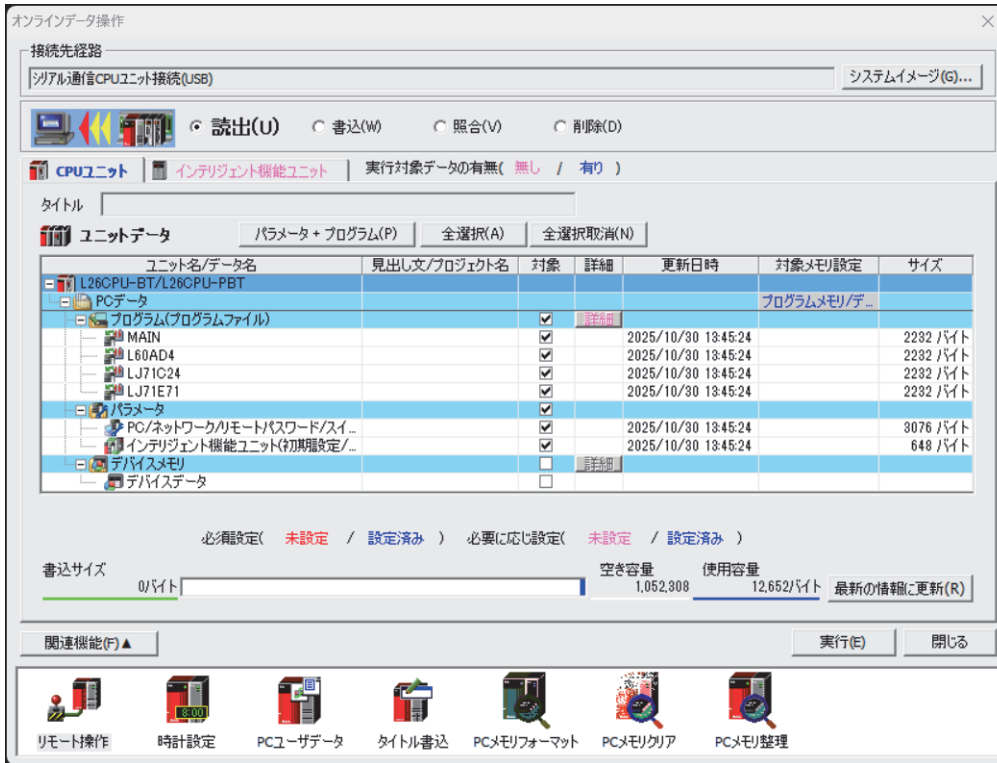 オンラインデータ操作
接続先経路
シリアル通信CPUユニット接続(USB)
システムイメージ(G)...
読出(U) 書込(W) 照合(V) 削除(D)
CPUユニット インテリジェント機能ユニット 実行対象データの有無( 無し / 有り )
タイトル
ユニットデータ パラメータ + プログラム(P) 全選択(A) 全選択取消(N)
ユニット名/データ名 見出し文/プロジェクト名 対象 詳細 更新日時 対象メモリ設定 サイズ
L26CPU-BT/L26CPU-PBT
PCデータ プログラムメモリ/デ...
プログラム(プログラムファイル) 詳細
MAIN 2025/10/30 13:45:24 2232 バイト
L60AD4 2025/10/30 13:45:24 2232 バイト
LJ71C24 2025/10/30 13:45:24 2232 バイト
LJ71E71 2025/10/30 13:45:24 2232 バイト
パラメータ
PC/ネットワーク/リモートパスワード/スイ... 2025/10/30 13:45:24 3076 バイト
インテリジェント機能ユニット(初期設定/... 2025/10/30 13:45:24 648 バイト
デバイスメモリ 詳細
デバイスデータ
必須設定( 未設定 / 設定済み ) 必要に応じ設定( 未設定 / 設定済み )
書込サイズ 空き容量 使用容量
0バイト 1,052,308 12,652バイト 最新の情報に更新(R)
関連機能(F)▲ 実行(E) 閉じる
8:00
リモート操作 時計設定 PCユーザデータ タイトル書込 PCメモリフォーマット PCメモリクリア PCメモリ整理